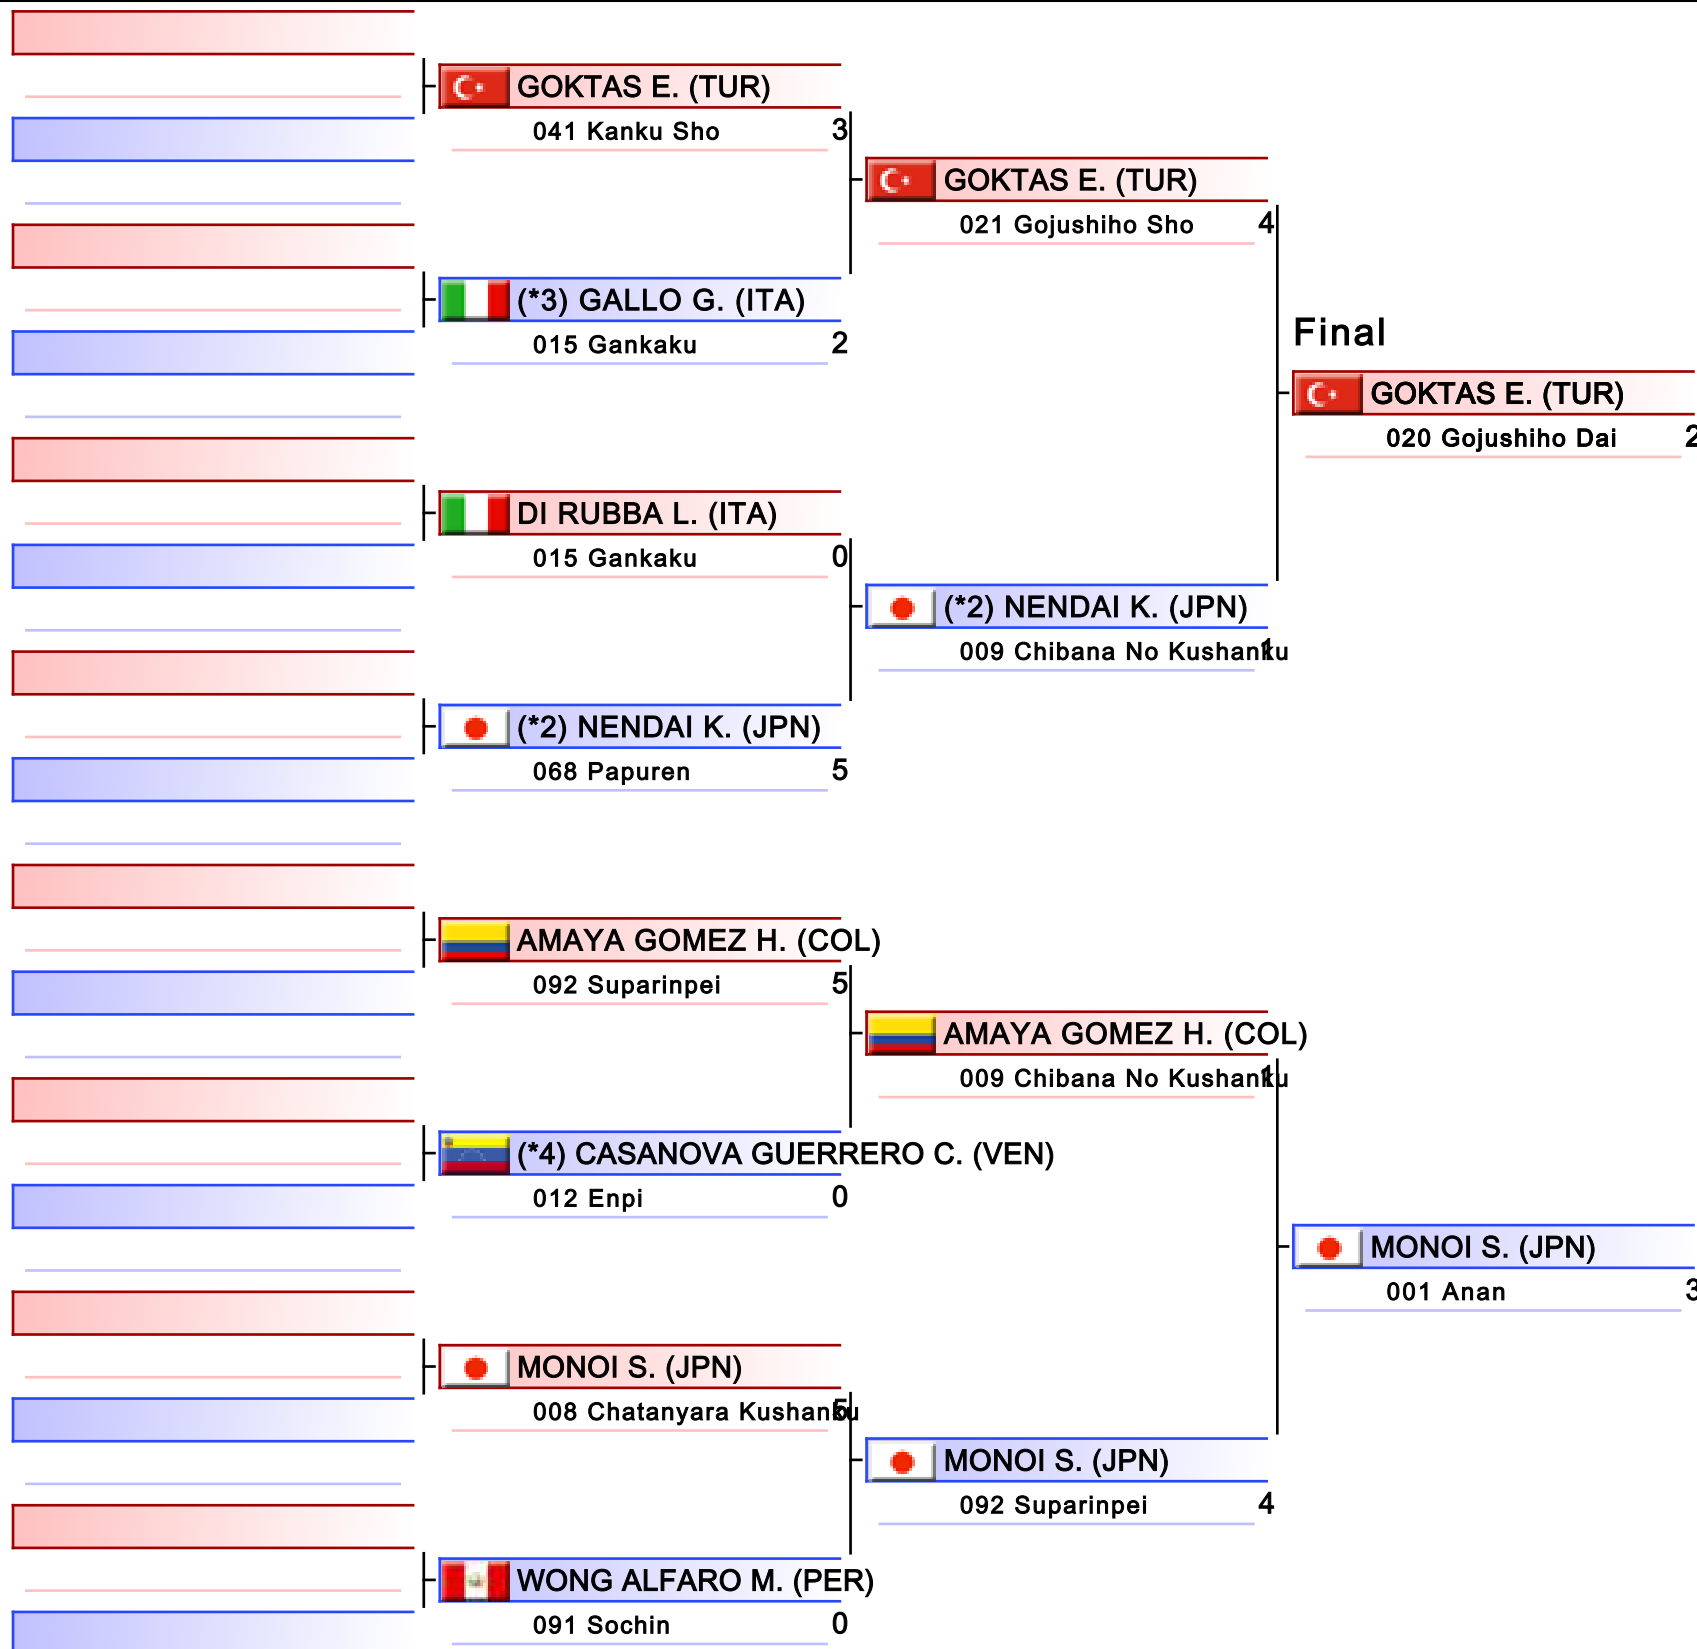 GOKTAS E. (TUR)
041 Kanku Sho 3
(*3) GALLO G. (ITA)
015 Gankaku 2
DI RUBBA L. (ITA)
015 Gankaku 0
(*2) NENDAI K. (JPN)
068 Papuren 5
AMAYA GOMEZ H. (COL)
092 Suparinpei 5
(*4) CASANOVA GUERRERO C. (VEN)
012 Enpi 0
MONOI S. (JPN)
008 Chatanyara Kushanku 5
WONG ALFARO M. (PER)
091 Sochin 0
GOKTAS E. (TUR)
021 Gojushiho Sho 4
(*2) NENDAI K. (JPN)
009 Chibana No Kushanku 1
AMAYA GOMEZ H. (COL)
009 Chibana No Kushanku 1
MONOI S. (JPN)
092 Suparinpei 4
Final
GOKTAS E. (TUR)
020 Gojushiho Dai 2
MONOI S. (JPN)
001 Anan 3